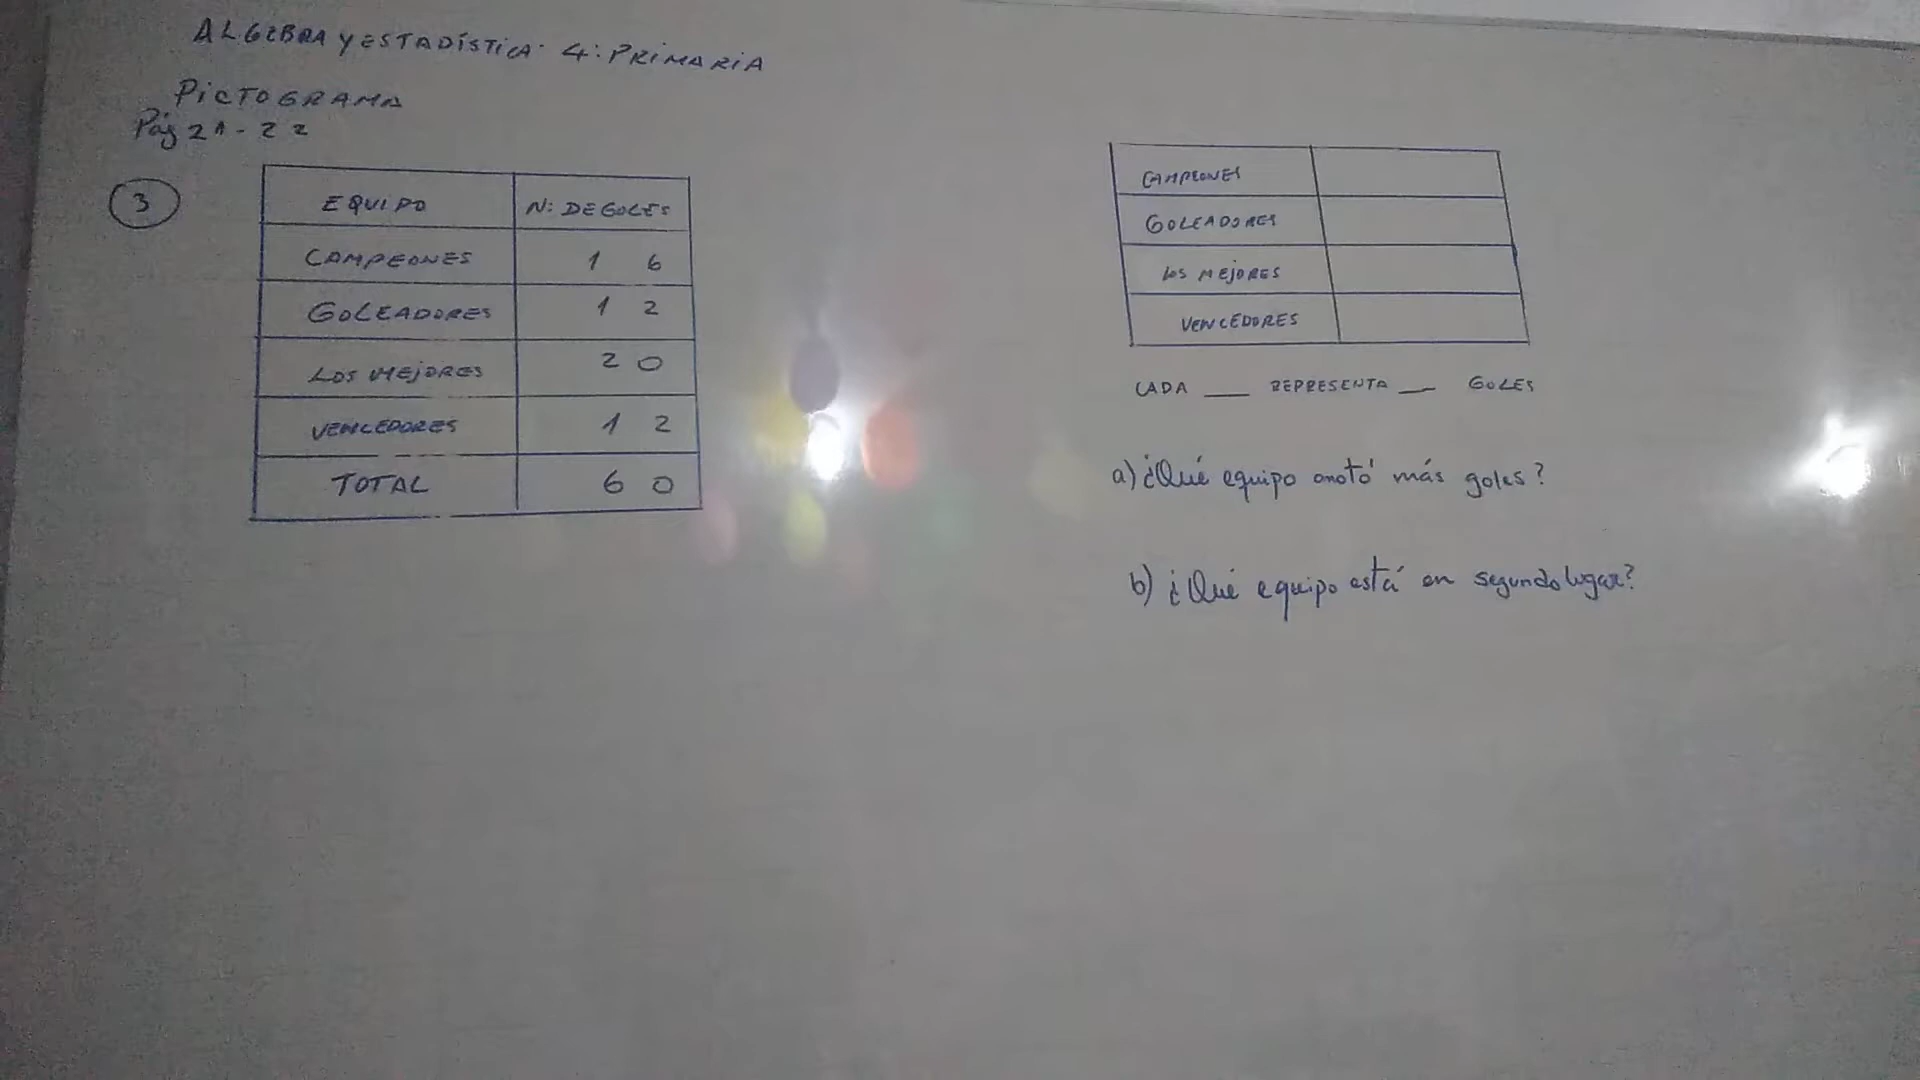 ALGEBRA Y ESTADÍSTICA. 4: PRIMARIA
PICTOGRAMA
Pág 21-22
3
EQUIPO N: DE GOLES
CAMPEONES 16
GOLEADORES 12
LOS MEJORES 20
VENCEDORES 12
TOTAL 60
CAMPEONES
GOLEADORES
LOS MEJORES
VENCEDORES
CADA ___ REPRESENTA ___ GOLES
a) ¿Qué equipo anotó más goles?
b) ¿Qué equipo está en segundo lugar?